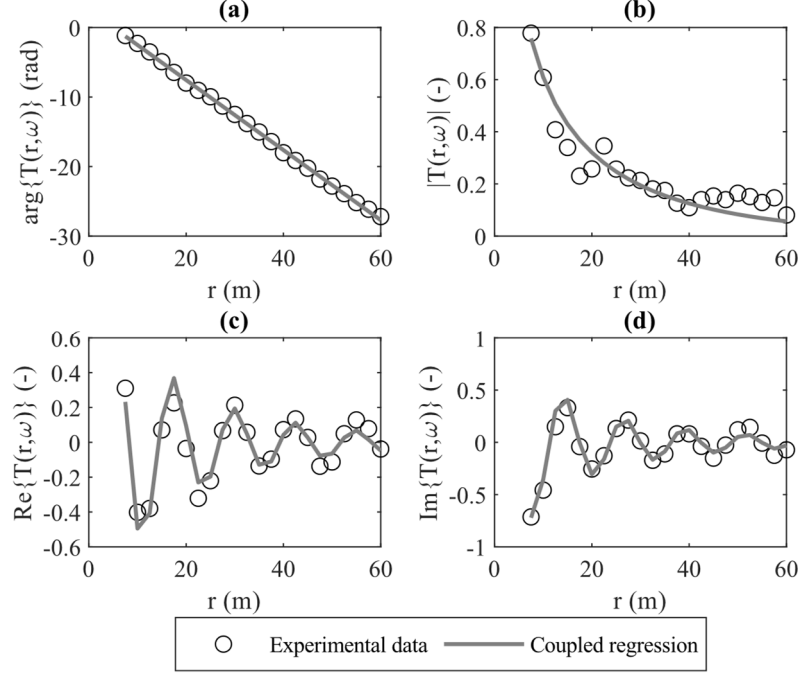 (a)
0
-10
-20
-30
0 20 40 60
arg{T(r,ω)} (rad)
r (m)
(b)
0.8
0.6
0.4
0.2
0
0 20 40 60
|T(r,ω)| (-)
r (m)
(c)
0.6
0.4
0.2
0
-0.2
-0.4
-0.6
0 20 40 60
Re{T(r,ω)} (-)
r (m)
(d)
1
0.5
0
-0.5
-1
0 20 40 60
Im{T(r,ω)} (-)
r (m)
Experimental data Coupled regression